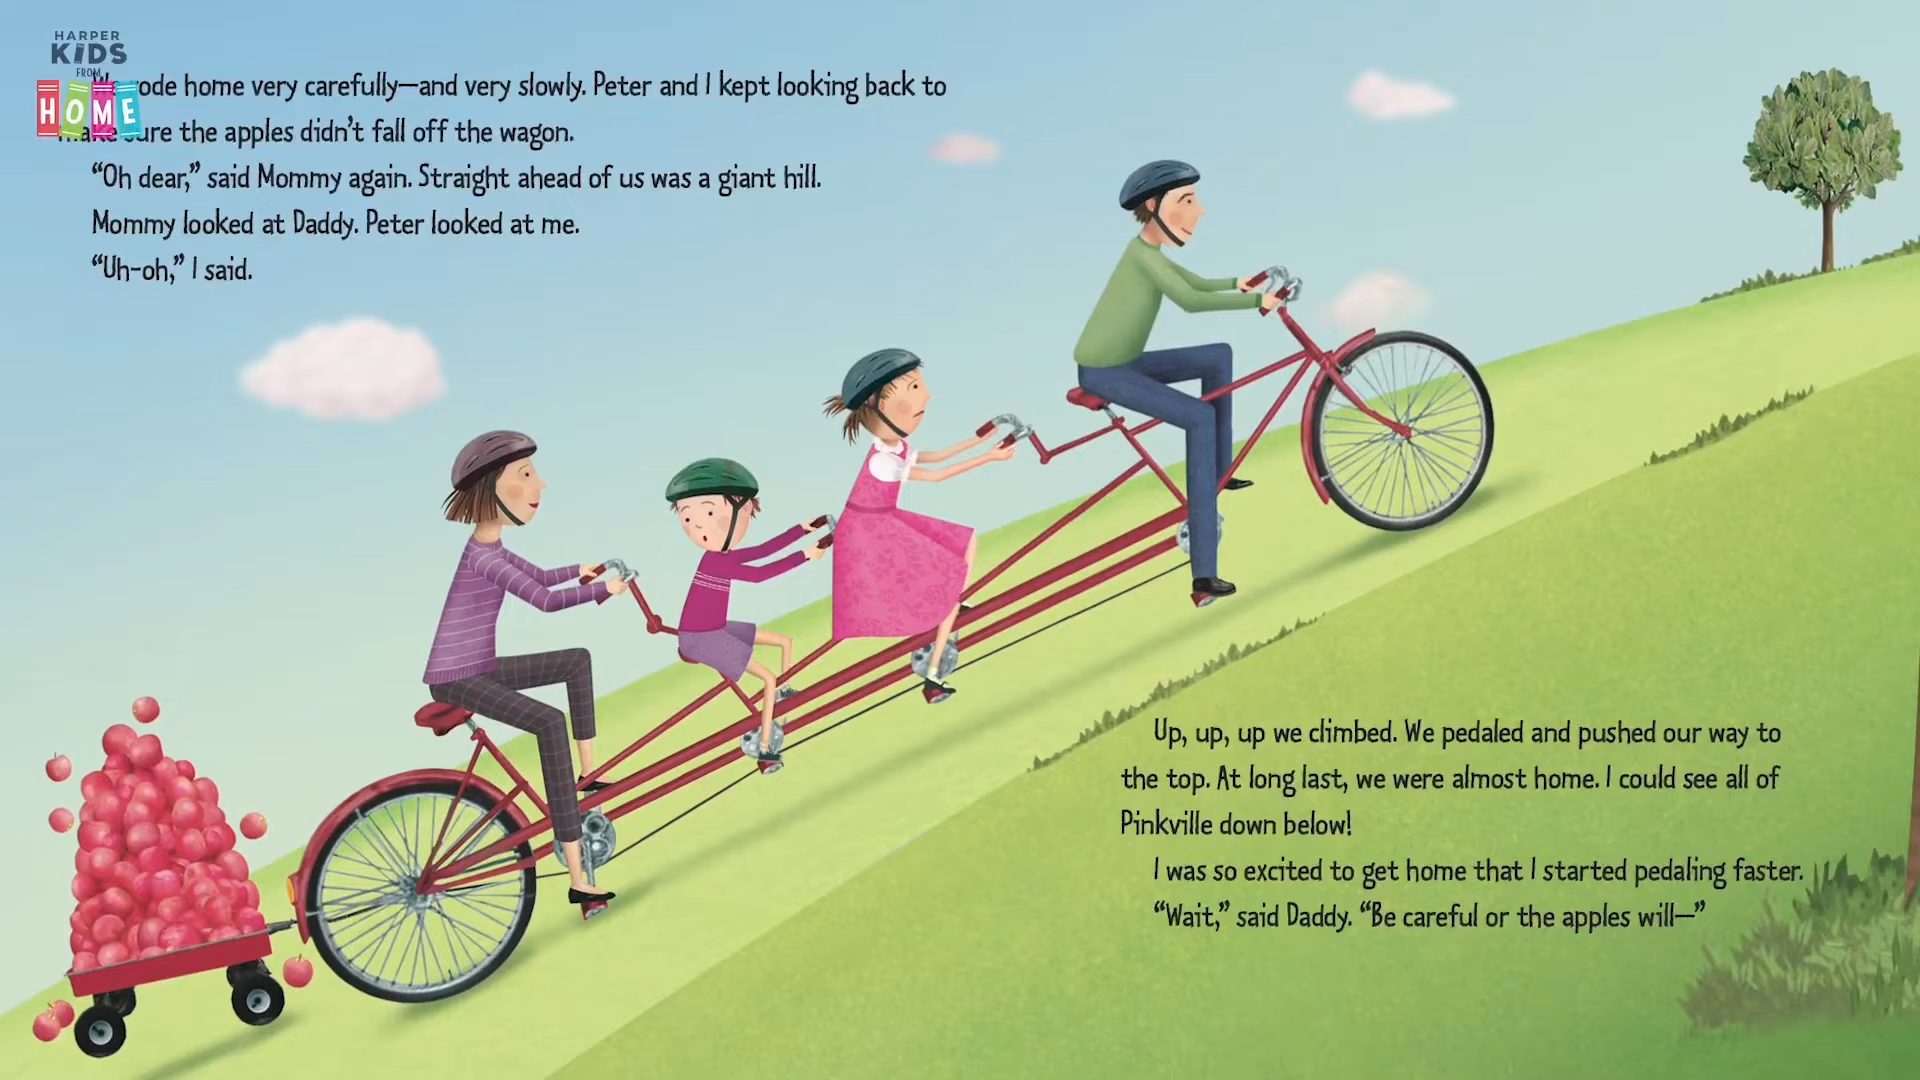 HARPER
KIDS
FROM
HOME
We rode home very carefully—and very slowly. Peter and I kept looking back to
make sure the apples didn't fall off the wagon.
“Oh dear,” said Mommy again. Straight ahead of us was a giant hill.
Mommy looked at Daddy. Peter looked at me.
“Uh-oh,” I said.
Up, up, up we climbed. We pedaled and pushed our way to
the top. At long last, we were almost home. I could see all of
Pinkville down below!
I was so excited to get home that I started pedaling faster.
“Wait,” said Daddy. “Be careful or the apples will—”